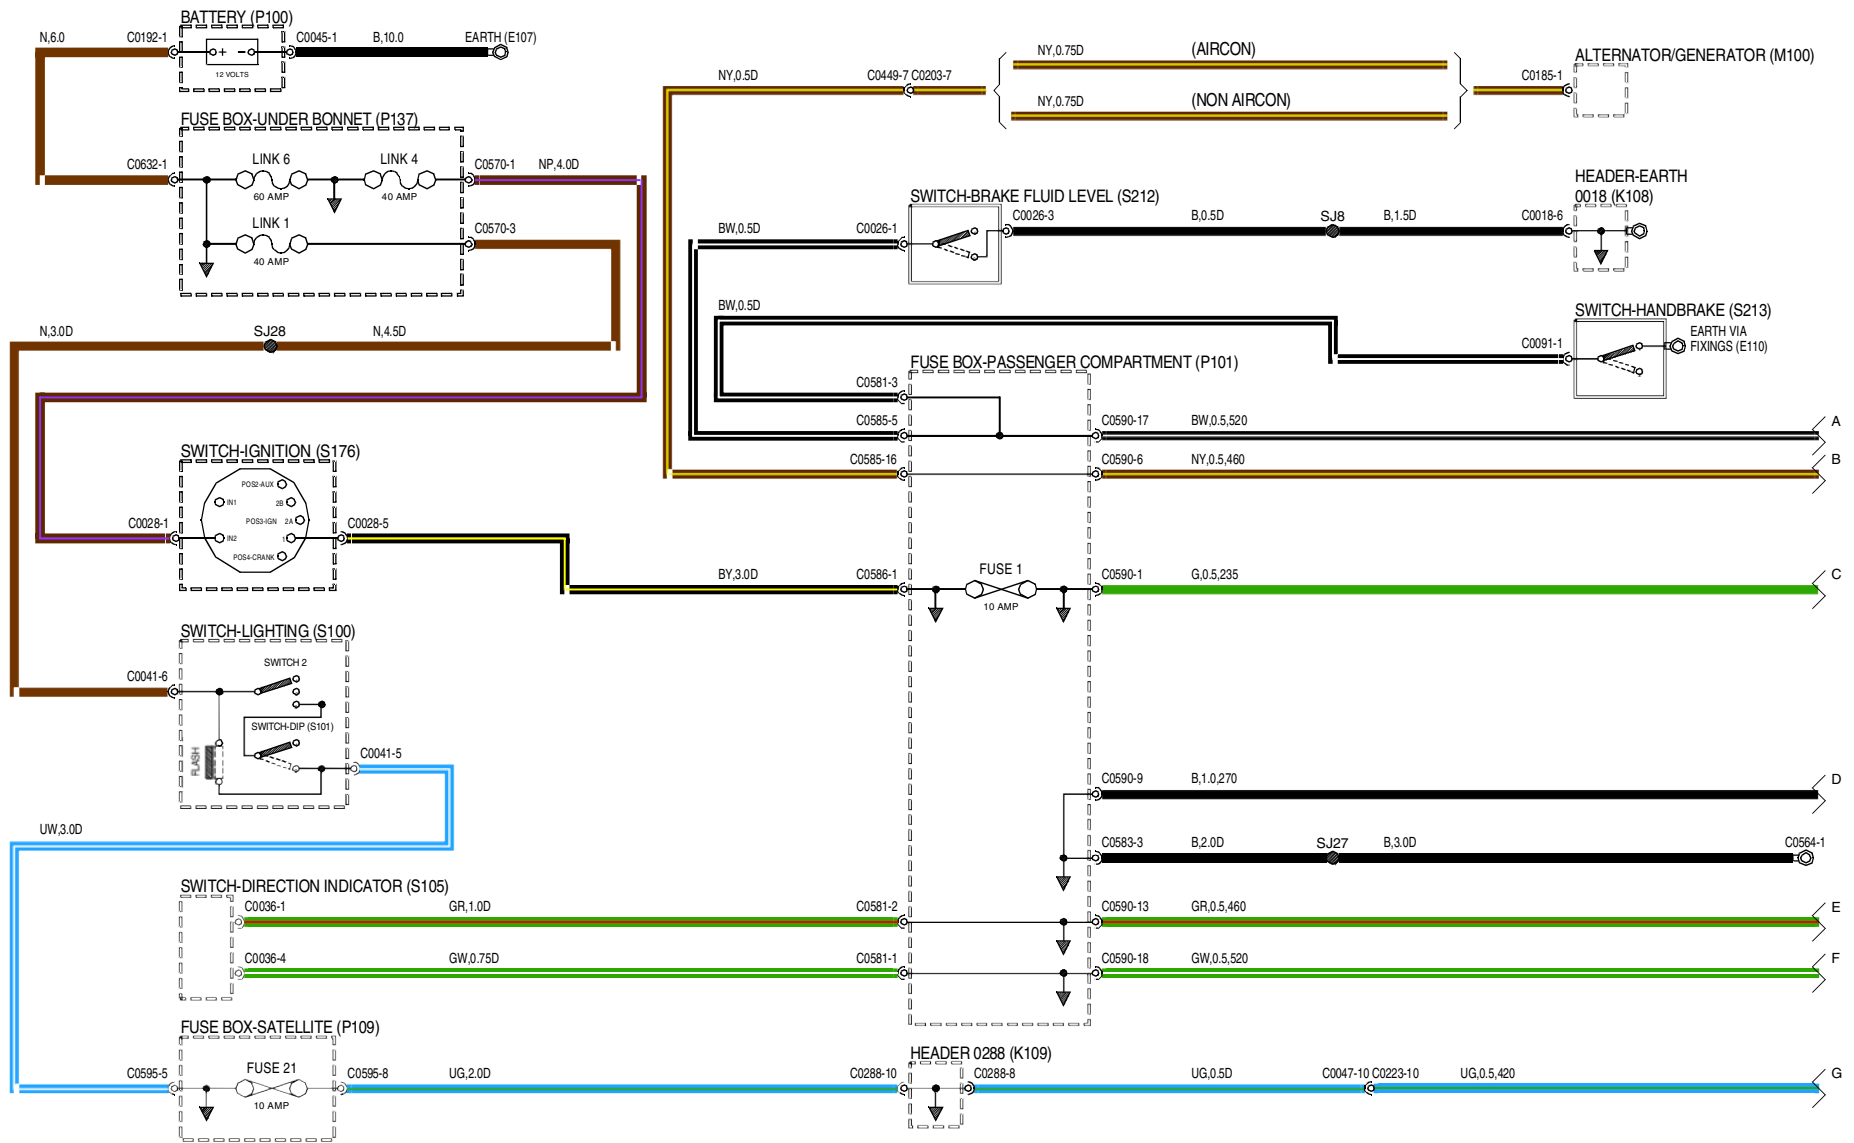 BATTERY (P100)
N,6.0
C0192-1
+ -
12 VOLTS
C0045-1
B,10.0
EARTH (E107)
FUSE BOX-UNDER BONNET (P137)
C0632-1
LINK 6
60 AMP
LINK 4
40 AMP
C0570-1
NP,4.0D
LINK 1
40 AMP
C0570-3
N,3.0D
SJ28
N,4.5D
SWITCH-IGNITION (S176)
POS2-AUX
IN1
2B
POS3-IGN
2A
C0028-1
IN2
1
POS4-CRANK
C0028-5
BY,3.0D
SWITCH-LIGHTING (S100)
SWITCH 2
C0041-6
SWITCH-DIP (S101)
FLASH
C0041-5
UW,3.0D
SWITCH-DIRECTION INDICATOR (S105)
C0036-1
GR,1.0D
C0581-2
C0036-4
GW,0.75D
C0581-1
FUSE BOX-SATELLITE (P109)
C0595-5
FUSE 21
10 AMP
C0595-8
UG,2.0D
C0288-10
NY,0.5D
C0449-7 C0203-7
NY,0.75D
(AIRCON)
NY,0.75D
(NON AIRCON)
C0185-1
ALTERNATOR/GENERATOR (M100)
SWITCH-BRAKE FLUID LEVEL (S212)
BW,0.5D
C0026-1
C0026-3
B,0.5D
SJ8
B,1.5D
C0018-6
HEADER-EARTH
0018 (K108)
BW,0.5D
SWITCH-HANDBRAKE (S213)
C0091-1
EARTH VIA
FIXINGS (E110)
FUSE BOX-PASSENGER COMPARTMENT (P101)
C0581-3
C0585-5
C0590-17
BW,0.5,520
A
C0585-16
C0590-6
NY,0.5,460
B
C0586-1
FUSE 1
10 AMP
C0590-1
G,0.5,235
C
C0590-9
B,1.0,270
D
C0583-3
B,2.0D
SJ27
B,3.0D
C0564-1
C0590-13
GR,0.5,460
E
C0590-18
GW,0.5,520
F
HEADER 0288 (K109)
C0288-8
UG,0.5D
C0047-10 C0223-10
UG,0.5,420
G